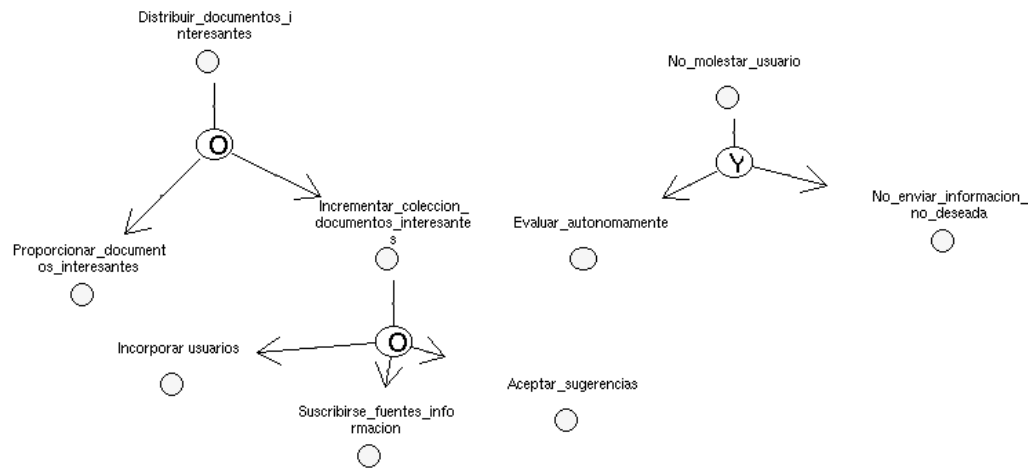 Distribuir_documentos_i
nteresantes
O
Proporcionar_document
os_interesantes
Incrementar_coleccion_
documentos_interesante
s
O
Incorporar usuarios
Suscribirse_fuentes_info
rmacion
Aceptar_sugerencias
No_molestar_usuario
Y
Evaluar_autonomamente
No_enviar_informacion_
no_deseada